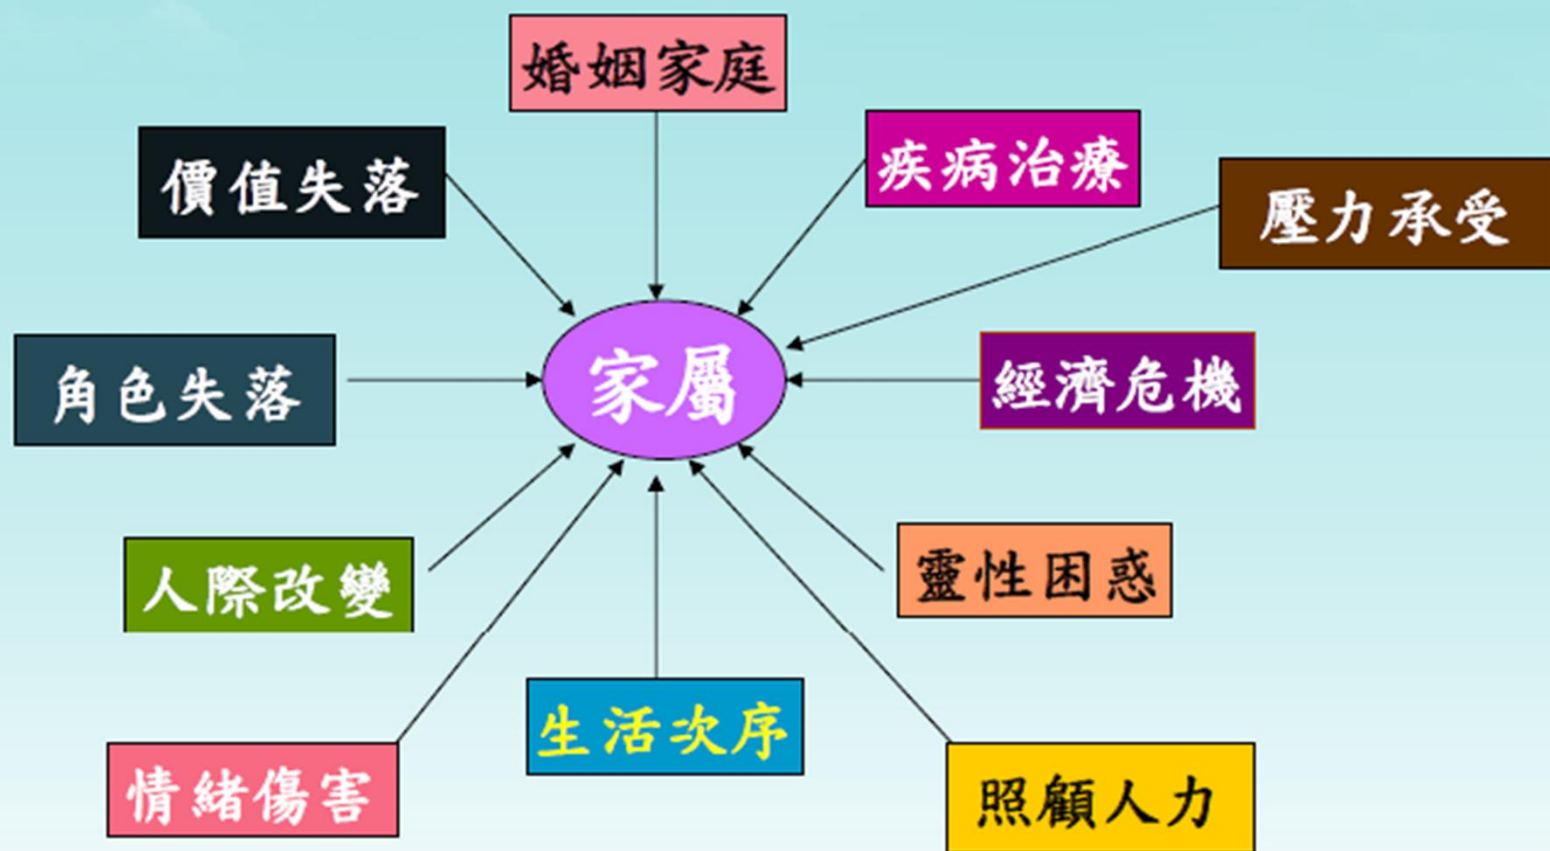 婚姻家庭
疾病治療
價值失落
壓力承受
家屬
角色失落
經濟危機
人際改變
靈性困惑
生活次序
情緒傷害
照顧人力